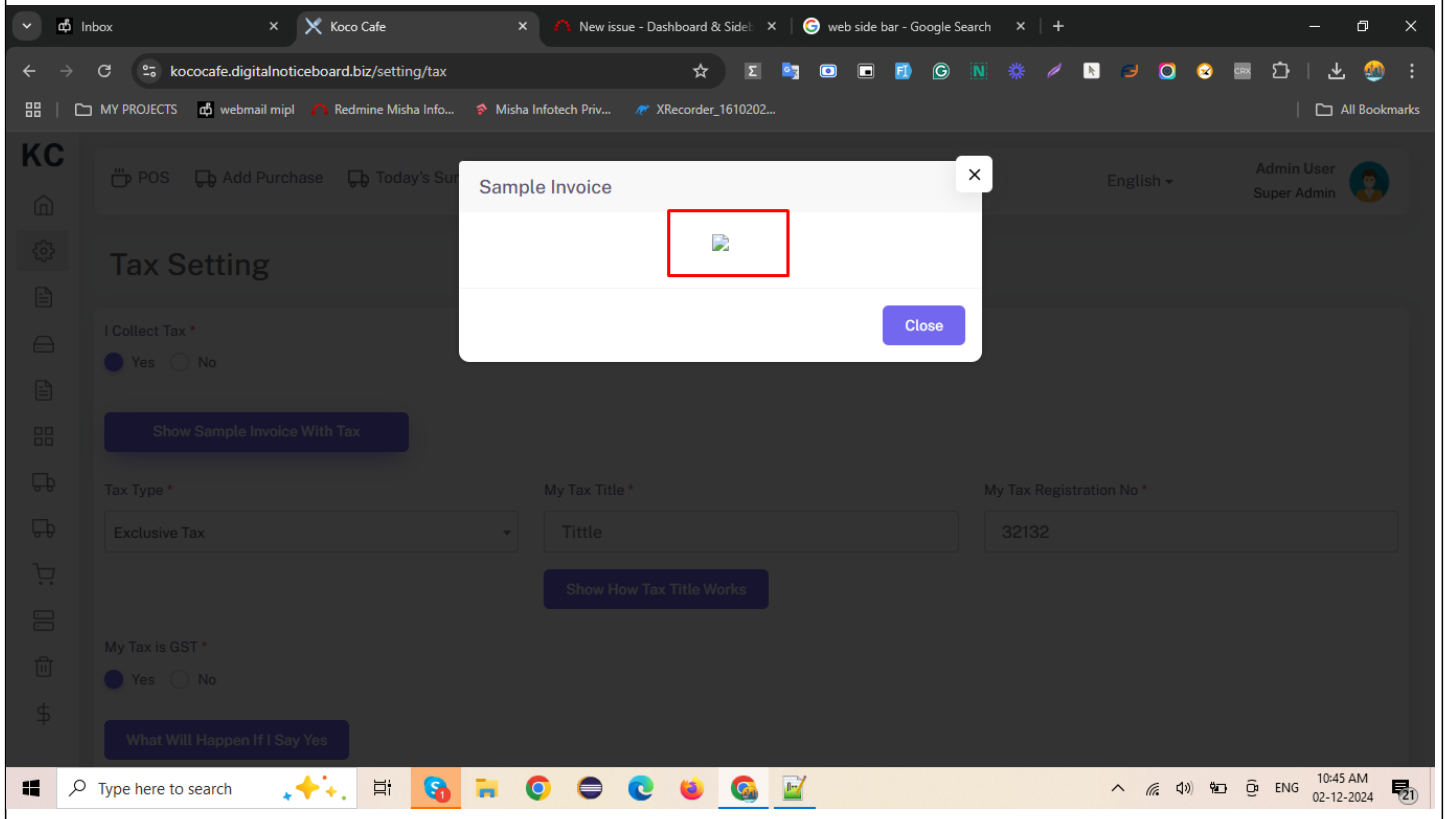 Inbox
Koco Cafe
New issue - Dashboard & Sideb
web side bar - Google Search
kococafe.digitalnoticeboard.biz/setting/tax
MY PROJECTS
webmail mipl
Redmine Misha Info...
Misha Infotech Priv...
XRecorder_1610202...
All Bookmarks
KC
POS
Add Purchase
Today's Sur
English
Admin User
Super Admin
Sample Invoice
Tax Setting
Close
I Collect Tax *
Yes
No
Show Sample Invoice With Tax
Tax Type *
My Tax Title *
My Tax Registration No *
Exclusive Tax
Tittle
32132
Show How Tax Title Works
My Tax is GST *
Yes
No
What Will Happen If I Say Yes
Type here to search
ENG
10:45 AM
02-12-2024
21